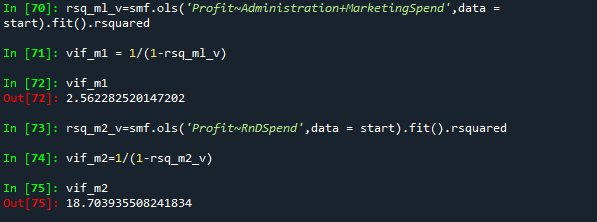 In [70]: rsq_ml_v=smf.ols('Profit~Administration+MarketingSpend',data =
start).fit().rsquared
In [71]: vif_m1 = 1/(1-rsq_ml_v)
In [72]: vif_m1
Out[72]: 2.562282520147202
In [73]: rsq_m2_v=smf.ols('Profit~RnDSpend',data = start).fit().rsquared
In [74]: vif_m2=1/(1-rsq_m2_v)
In [75]: vif_m2
Out[75]: 18.703935508241834